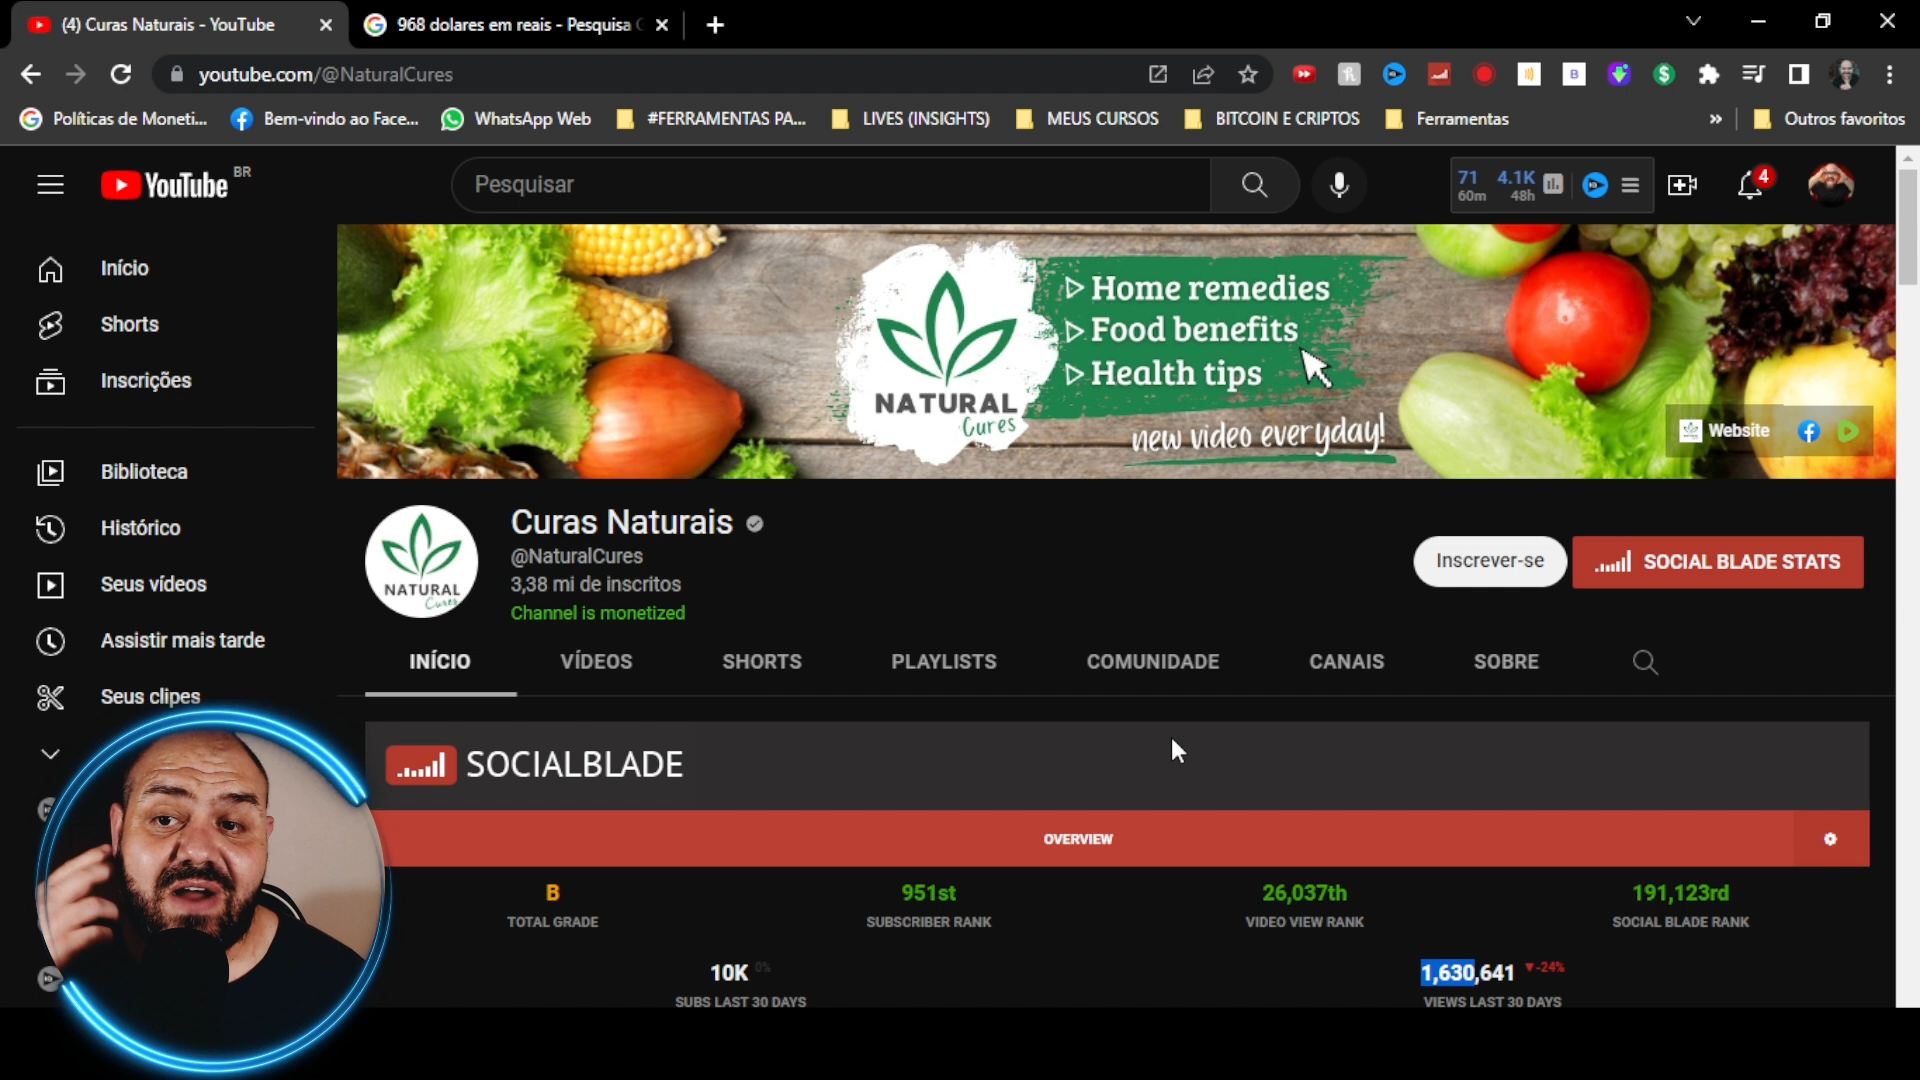 (4) Curas Naturais - YouTube
968 dolares em reais - Pesquisa
youtube.com/@NaturalCures
Políticas de Moneti...
Bem-vindo ao Face...
WhatsApp Web
#FERRAMENTAS PA...
LIVES (INSIGHTS)
MEUS CURSOS
BITCOIN E CRIPTOS
Ferramentas
»
Outros favoritos
YouTube BR
Pesquisar
71 4.1K
60m 48h
4
Início
Shorts
Inscrições
Biblioteca
Histórico
Seus vídeos
Assistir mais tarde
Seus clipes
Home remedies
Food benefits
Health tips
new video everyday!
NATURAL
Cures
Website
NATURAL
Cures
Curas Naturais
@NaturalCures
3,38 mi de inscritos
Channel is monetized
Inscrever-se
SOCIAL BLADE STATS
INÍCIO
VÍDEOS
SHORTS
PLAYLISTS
COMUNIDADE
CANAIS
SOBRE
SOCIALBLADE
OVERVIEW
B
TOTAL GRADE
951st
SUBSCRIBER RANK
26,037th
VIDEO VIEW RANK
191,123rd
SOCIAL BLADE RANK
10K 0%
SUBS LAST 30 DAYS
1,630,641 ▼-24%
VIEWS LAST 30 DAYS